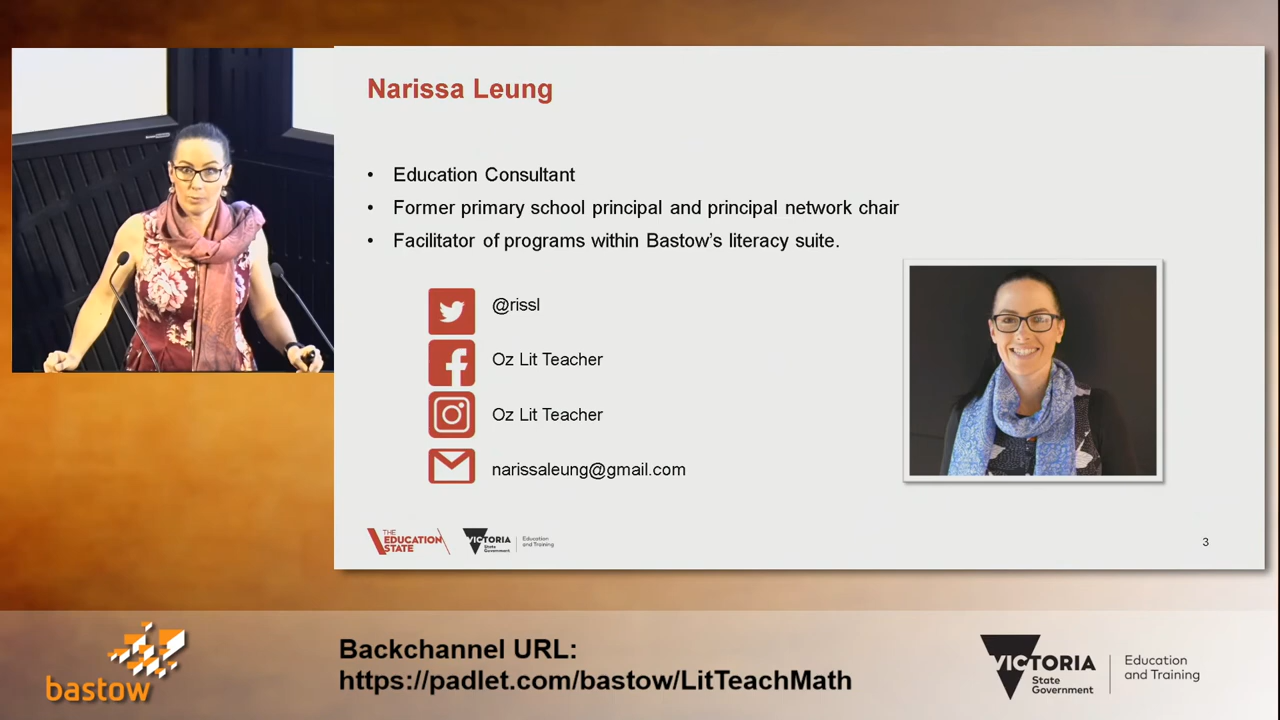 Narissa Leung
• Education Consultant
• Former primary school principal and principal network chair
• Facilitator of programs within Bastow's literacy suite.
@rissl
Oz Lit Teacher
Oz Lit Teacher
narissaleung@gmail.com
THE
EDUCATION
STATE
VICTORIA
State
Government
Education
and Training
3
bastow
Backchannel URL:
https://padlet.com/bastow/LitTeachMath
VICTORIA
State
Government
Education
and Training